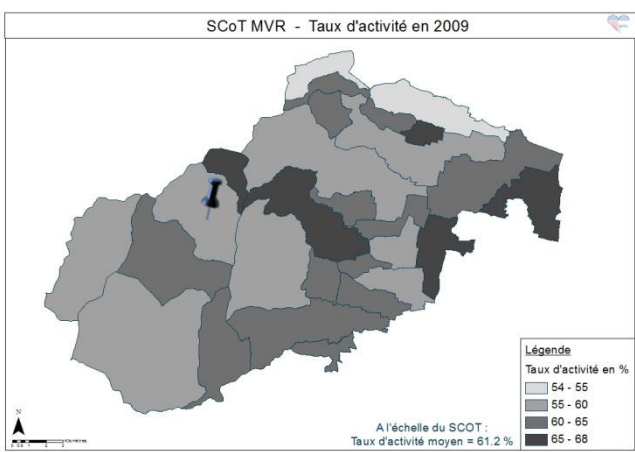 SCoT MVR - Taux d'activité en 2009
Légende
Taux d'activité en %
54 - 55
55 - 60
60 - 65
65 - 68
A l'échelle du SCOT :
Taux d'activité moyen = 61.2 %
N